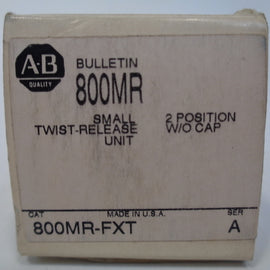 A-B
QUALITY
BULLETIN
800MR
SMALL
TWIST-RELEASE
UNIT
2 POSITION
W/O CAP
CAT
MADE IN U.S.A.
SER
800MR-FXT
A